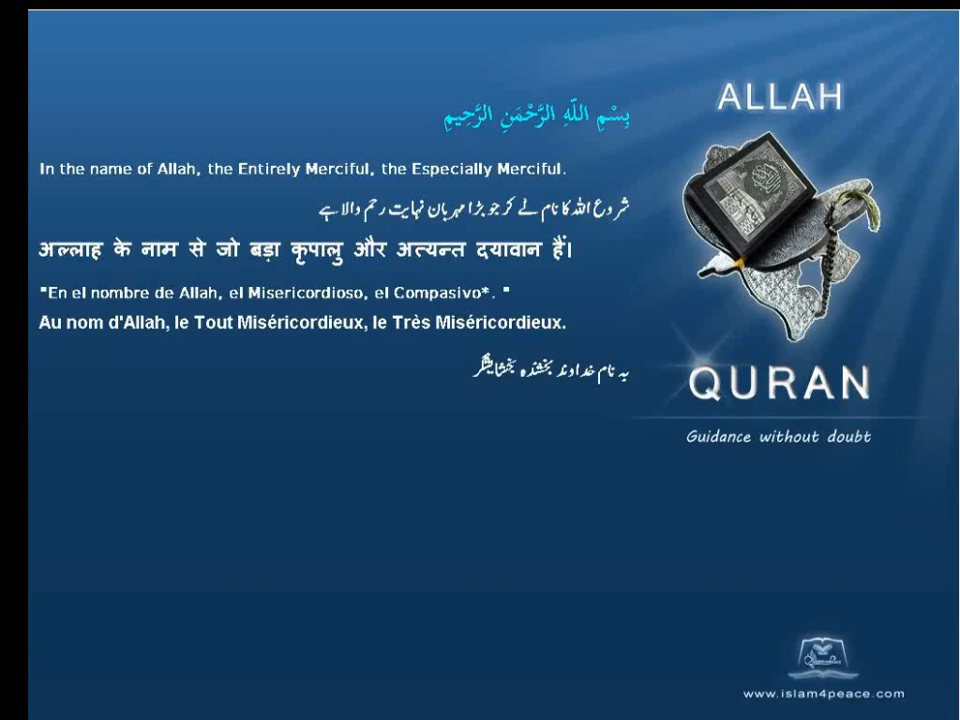 بِسْمِ اللّهِ الرَّحْمَنِ الرَّحِيمِ
In the name of Allah, the Entirely Merciful, the Especially Merciful.
شروع الله کا نام لے کر جو بڑا مہربان نہایت رحم والا ہے
अल्लाह के नाम से जो बड़ा कृपालु और अत्यन्त दयावान हैं।
"En el nombre de Allah, el Misericordioso, el Compasivo*. "
Au nom d'Allah, le Tout Miséricordieux, le Très Miséricordieux.
به نام خداوند بخشنده بخشایشگر
ALLAH
QURAN
Guidance without doubt
www.islam4peace.com